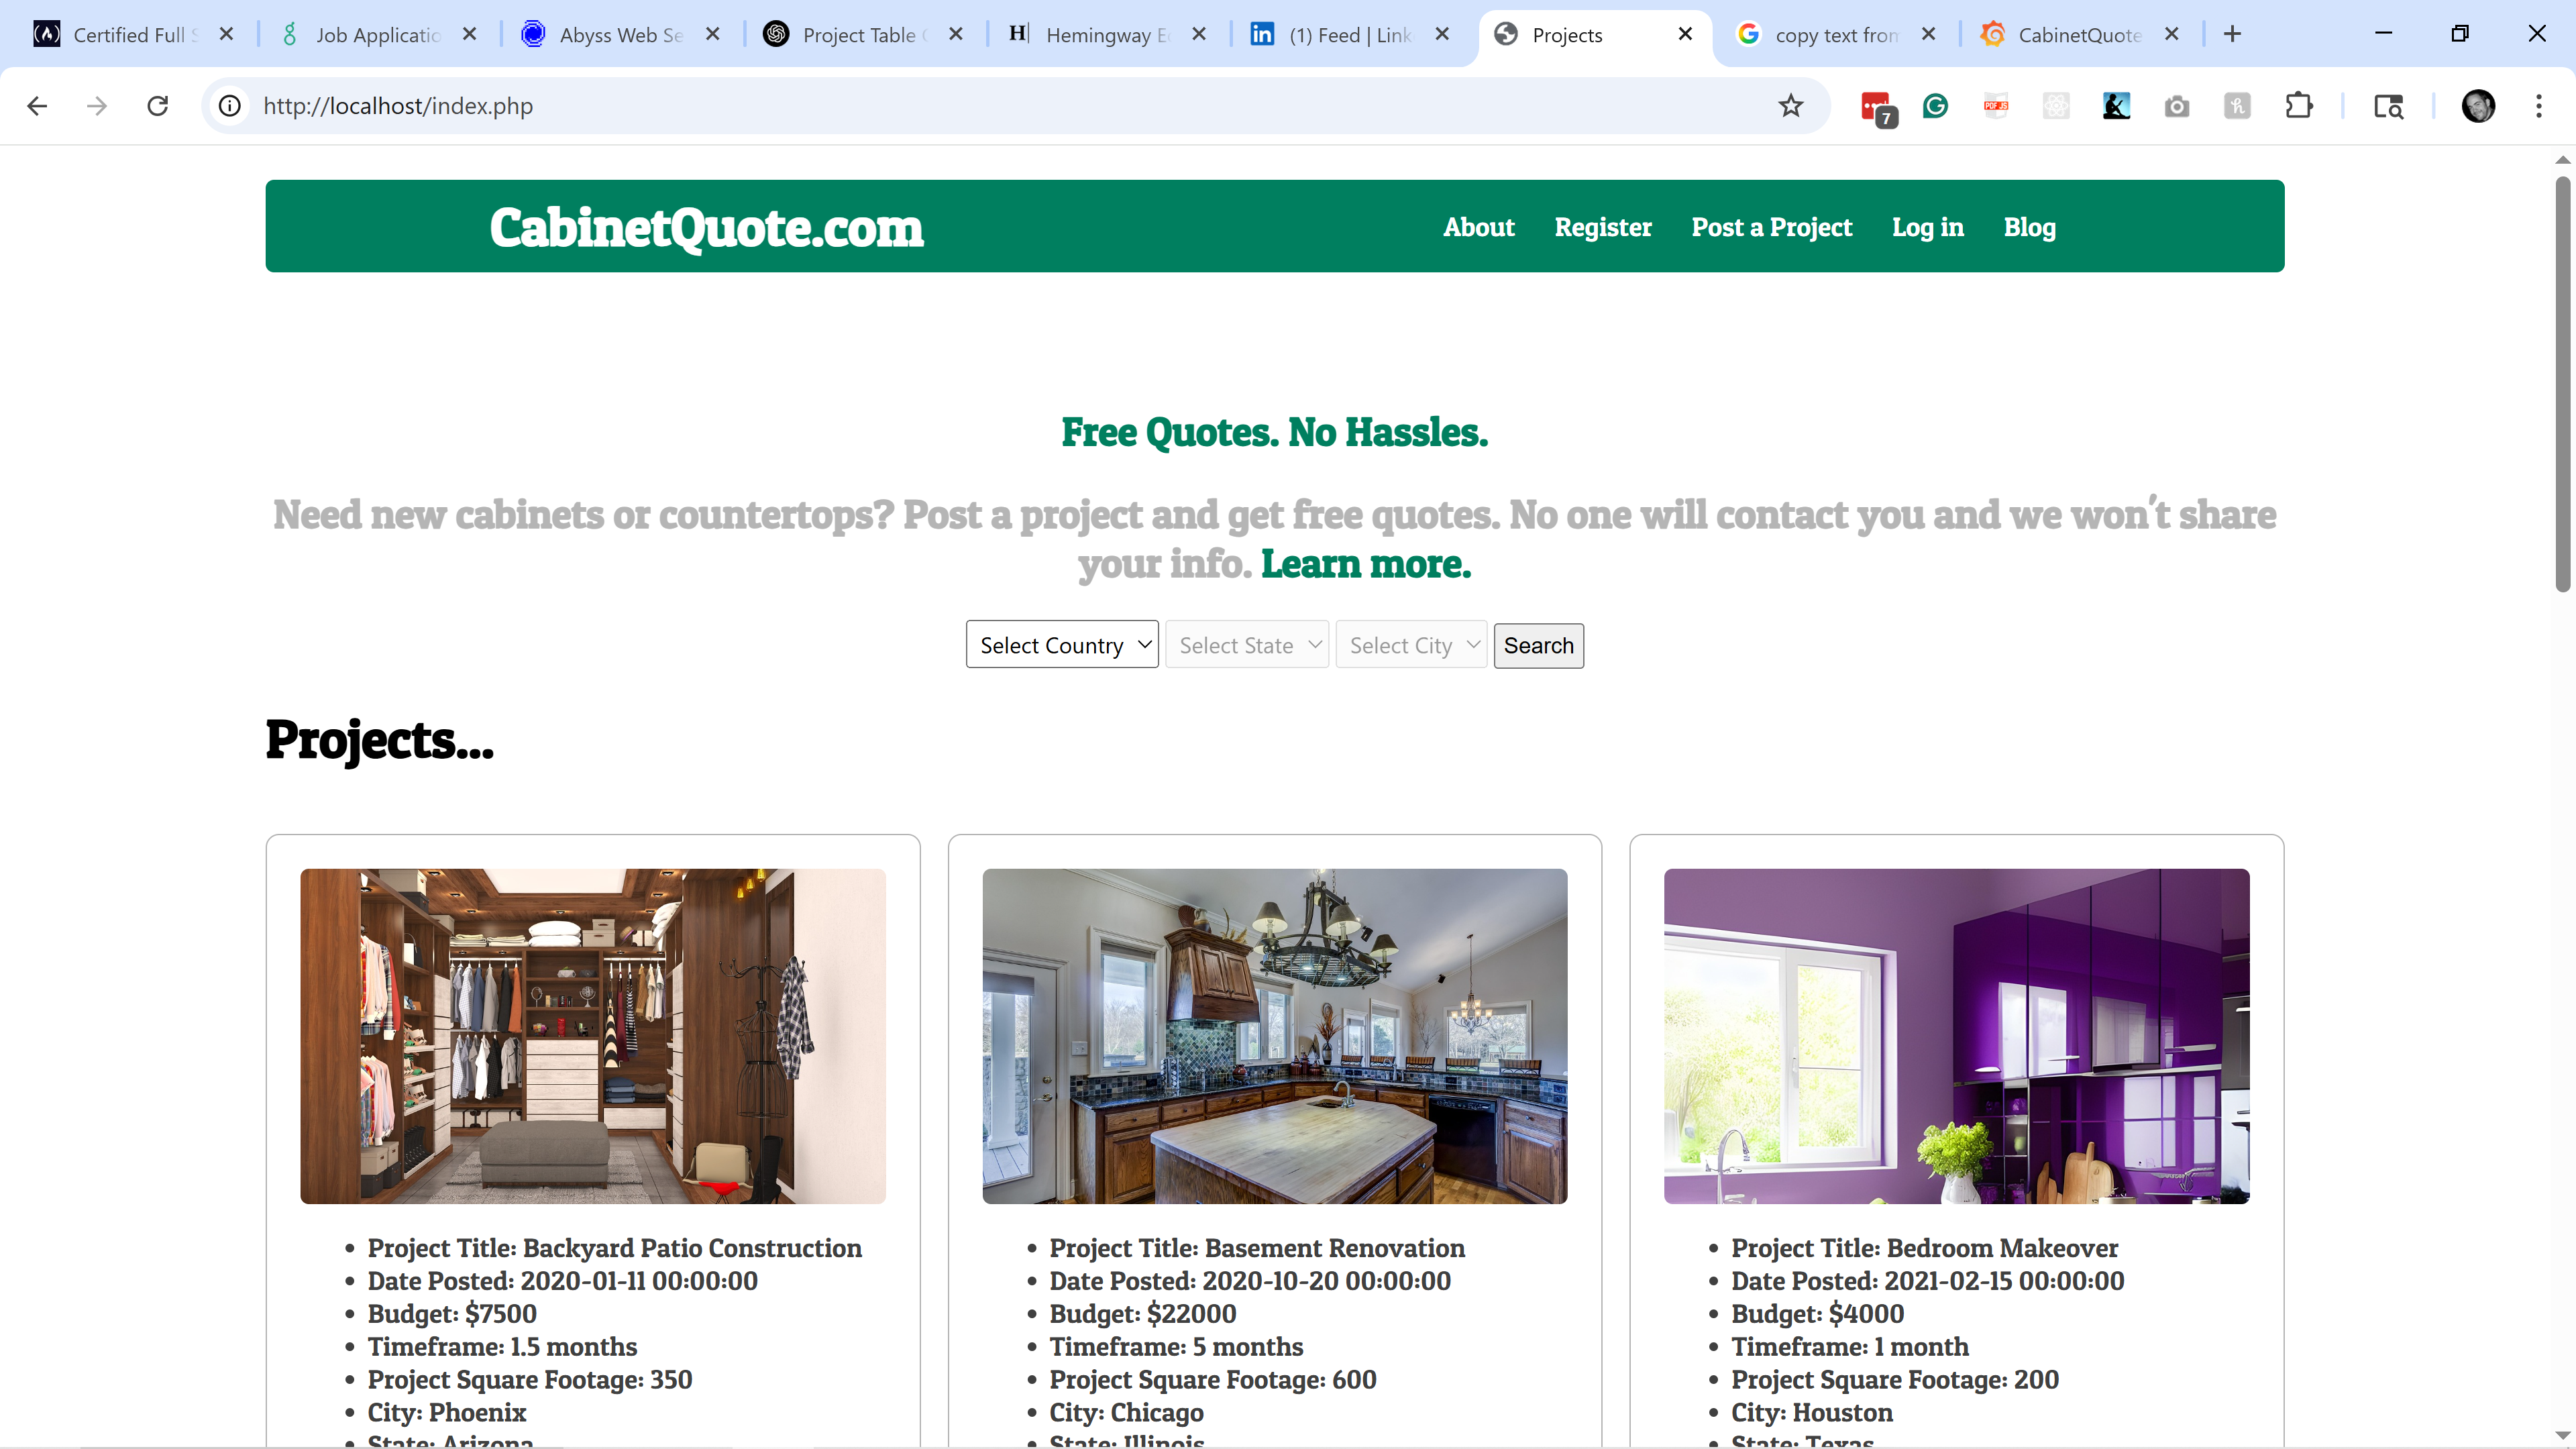 Certified Full S
Job Applicatio
Abyss Web Se
Project Table
Hemingway E
(1) Feed | Link
Projects
copy text from
CabinetQuote
http://localhost/index.php
7
CabinetQuote.com
About
Register
Post a Project
Log in
Blog
Free Quotes. No Hassles.
Need new cabinets or countertops? Post a project and get free quotes. No one will contact you and we won't share
your info. Learn more.
Select Country
Select State
Select City
Search
Projects...
Project Title: Backyard Patio Construction
Date Posted: 2020-01-11 00:00:00
Budget: $7500
Timeframe: 1.5 months
Project Square Footage: 350
City: Phoenix
State: Arizona
Project Title: Basement Renovation
Date Posted: 2020-10-20 00:00:00
Budget: $22000
Timeframe: 5 months
Project Square Footage: 600
City: Chicago
State: Illinois
Project Title: Bedroom Makeover
Date Posted: 2021-02-15 00:00:00
Budget: $4000
Timeframe: 1 month
Project Square Footage: 200
City: Houston
State: Texas